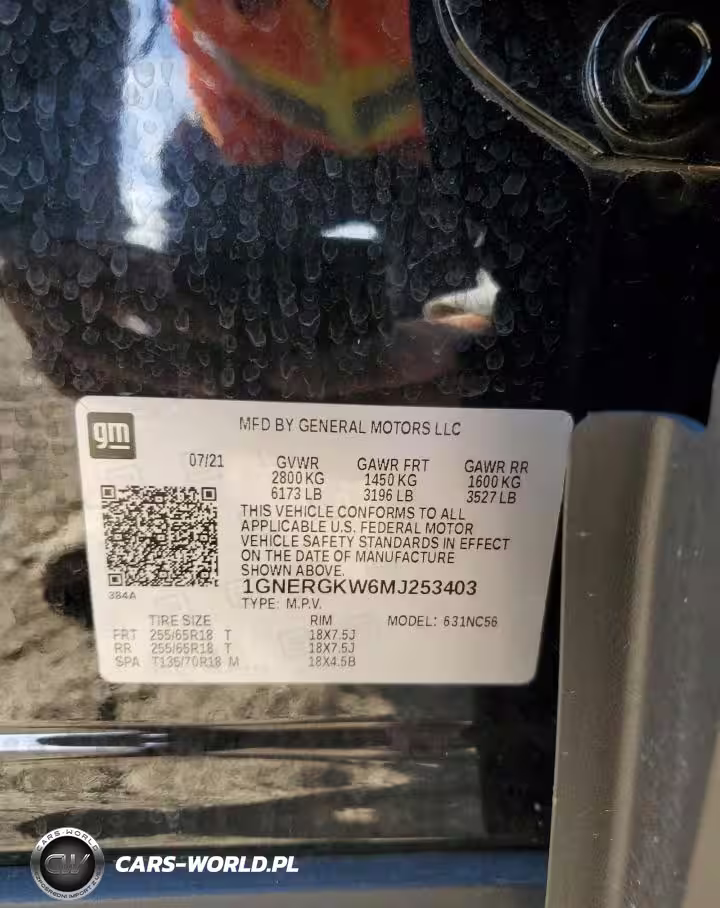 gm
MFD BY GENERAL MOTORS LLC
07/21 GVWR GAWR FRT GAWR RR
2800 KG 1450 KG 1600 KG
6173 LB 3196 LB 3527 LB
THIS VEHICLE CONFORMS TO ALL
APPLICABLE U.S. FEDERAL MOTOR
VEHICLE SAFETY STANDARDS IN EFFECT
ON THE DATE OF MANUFACTURE
SHOWN ABOVE.
384A
1GNERGKW6MJ253403
TYPE: M.P.V.
TIRE SIZE RIM MODEL: 631NC56
FRT 255/65R18 T 18X7.5J
RR 255/65R18 T 18X7.5J
SPA T135/70R18 M 18X4.5B
CARS-WORLD
CW
CARS-WORLD.PL